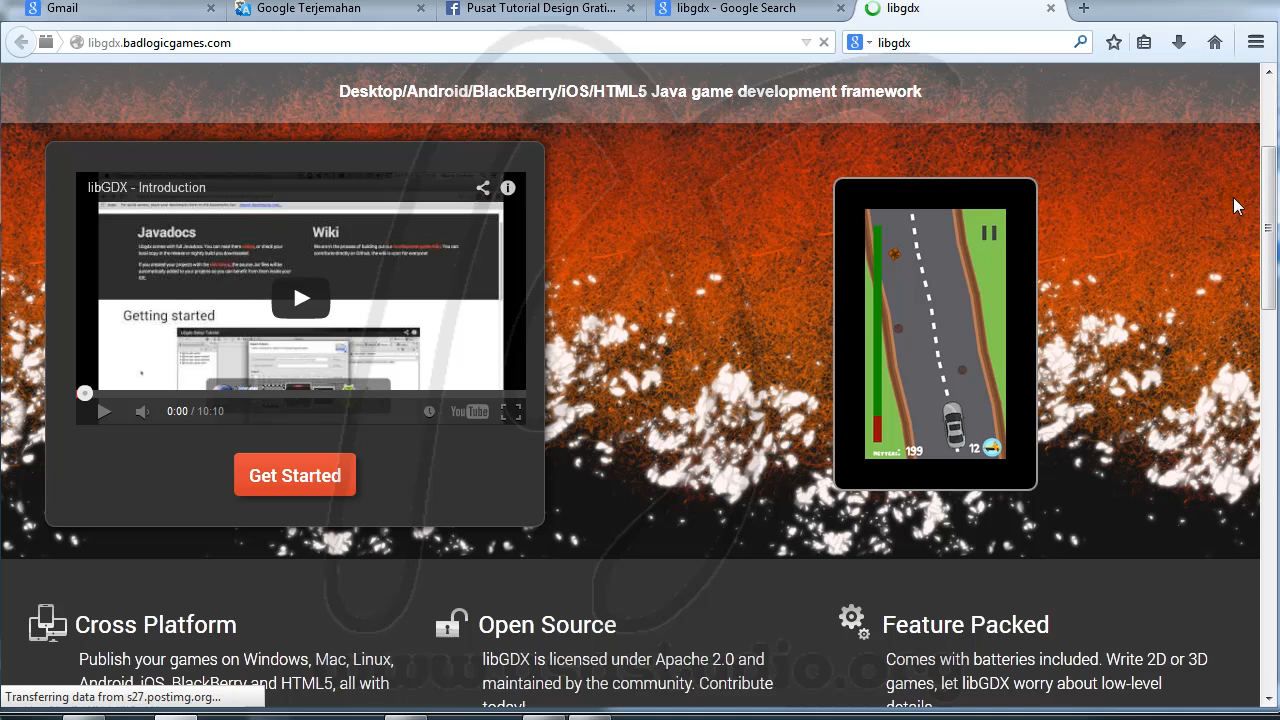 Gmail
Google Terjemahan
Pusat Tutorial Design Grati...
libgdx - Google Search
libgdx
libgdx.badlogicgames.com
libgdx
Desktop/Android/BlackBerry/iOS/HTML5 Java game development framework
libGDX - Introduction
Javadocs
Wiki
Getting started
0:00 / 10:10
YouTube
Get Started
199
12
Cross Platform
Publish your games on Windows, Mac, Linux,
Android, iOS, BlackBerry and HTML5, all with
Open Source
libGDX is licensed under Apache 2.0 and
maintained by the community. Contribute
today!
Feature Packed
Comes with batteries included. Write 2D or 3D
games, let libGDX worry about low-level
details
Transferring data from s27.postimg.org...